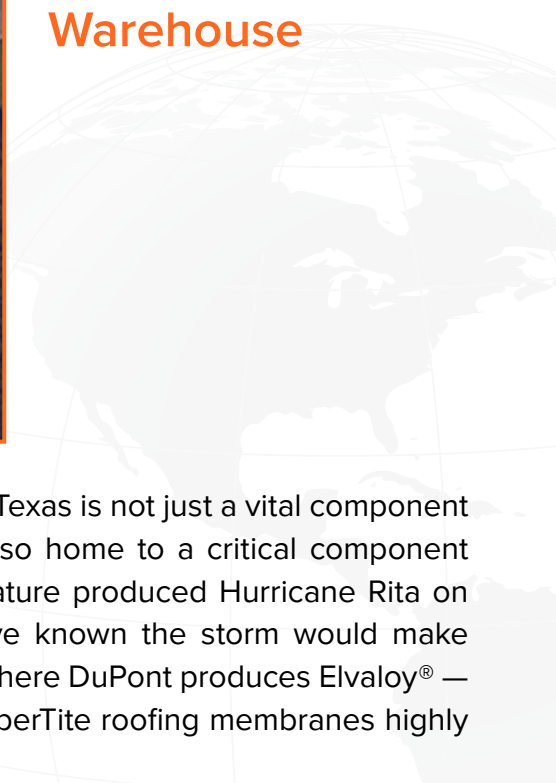 Warehouse
Texas is not just a vital component
so home to a critical component
ature produced Hurricane Rita on
ve known the storm would make
here DuPont produces Elvaloy® —
perTite roofing membranes highly